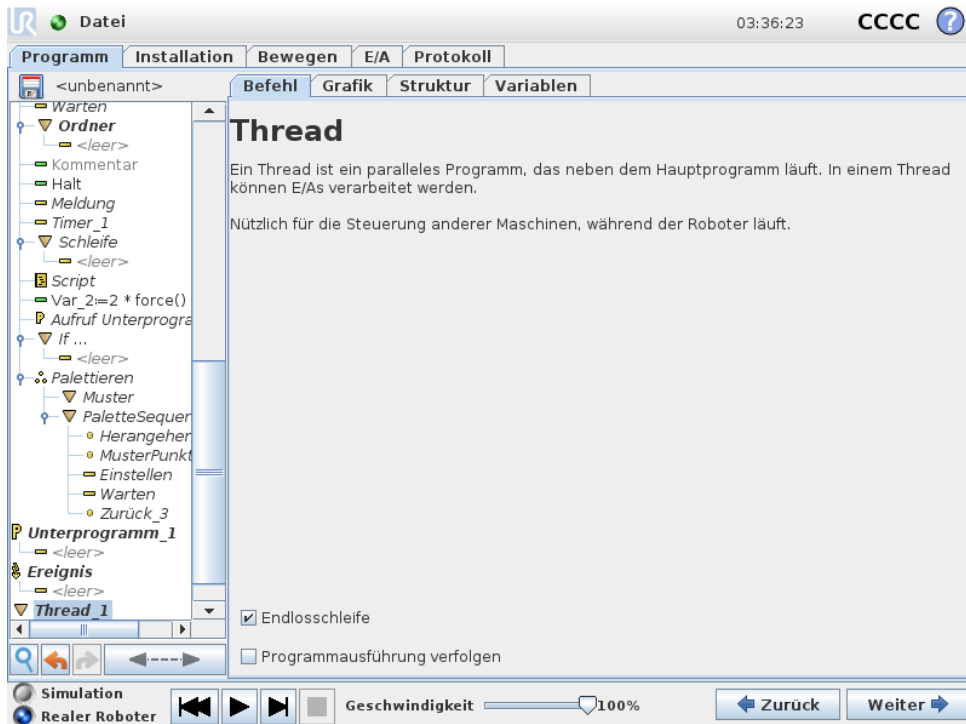 UR Datei 03:36:23 CCCC ?
Programm Installation Bewegen E/A Protokoll
<unbenannt>
Befehl Grafik Struktur Variablen
Warten
Ordner
<leer>
Kommentar
Halt
Meldung
Timer_1
Schleife
<leer>
Script
Var_2:=2 * force()
Aufruf Unterprogra
If ...
<leer>
Palettieren
Muster
PaletteSequen
Herangehen
MusterPunkt
Einstellen
Warten
Zurück_3
P Unterprogramm_1
<leer>
Ereignis
<leer>
Thread_1
Thread
Ein Thread ist ein paralleles Programm, das neben dem Hauptprogramm läuft. In einem Thread
können E/As verarbeitet werden.
Nützlich für die Steuerung anderer Maschinen, während der Roboter läuft.
Endlosschleife
Programmausführung verfolgen
Simulation
Realer Roboter
Geschwindigkeit 100%
Zurück Weiter